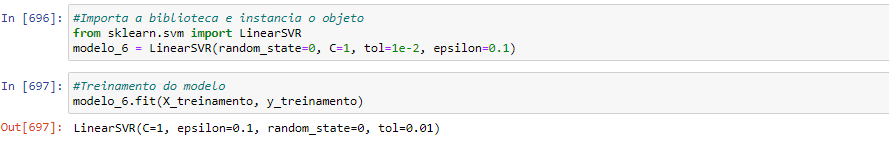 In [696]: #Importa a biblioteca e instancia o objeto
from sklearn.svm import LinearSVR
modelo_6 = LinearSVR(random_state=0, C=1, tol=1e-2, epsilon=0.1)
In [697]: #Treinamento do modelo
modelo_6.fit(X_treinamento, y_treinamento)
Out[697]: LinearSVR(C=1, epsilon=0.1, random_state=0, tol=0.01)